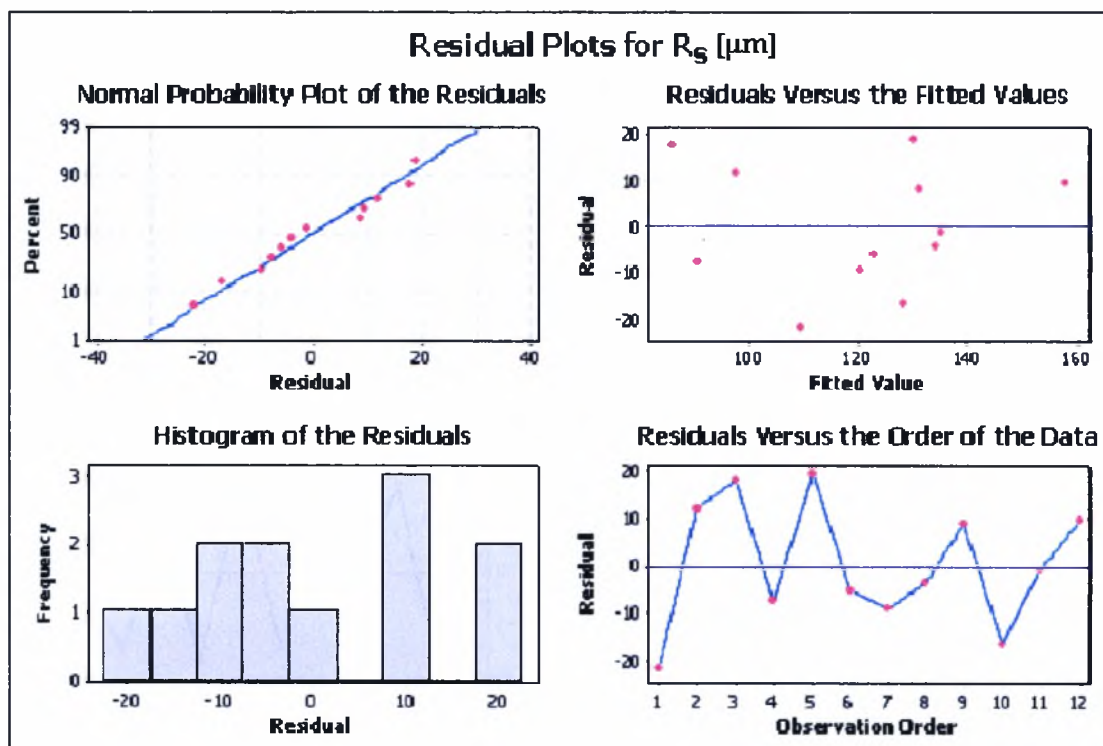 Residual Plots for Rs [μm]
Normal Probability Plot of the Residuals
99
90
50
10
1
Percent
-40 -20 0 20 40
Residual
Residuals Versus the Fitted Values
20
10
0
-10
-20
Residual
100 120 140 160
Fitted Value
Histogram of the Residuals
3
2
1
0
Frequency
-20 -10 0 10 20
Residual
Residuals Versus the Order of the Data
20
10
0
-10
-20
Residual
1 2 3 4 5 6 7 8 9 10 11 12
Observation Order